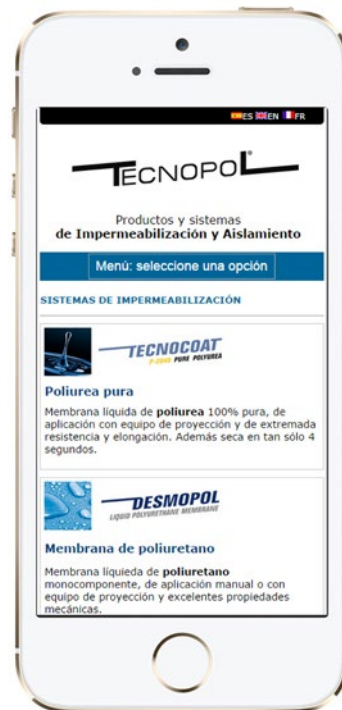 ES EN FR
TECNOPOL
Productos y sistemas
de Impermeabilización y Aislamiento
Menú: seleccione una opción
SISTEMAS DE IMPERMEABILIZACIÓN
TECNOCOAT
P-2049 PURE POLYUREA
Poliurea pura
Membrana líquida de poliurea 100% pura, de
aplicación con equipo de proyección y de extremada
resistencia y elongación. Además seca en tan sólo 4
segundos.
DESMOPOL
LIQUID POLYURETHANE MEMBRANE
Membrana de poliuretano
Membrana líquieda de poliuretano
monocomponente, de aplicación manual o con
equipo de proyección y excelentes propiedades
mecánicas.